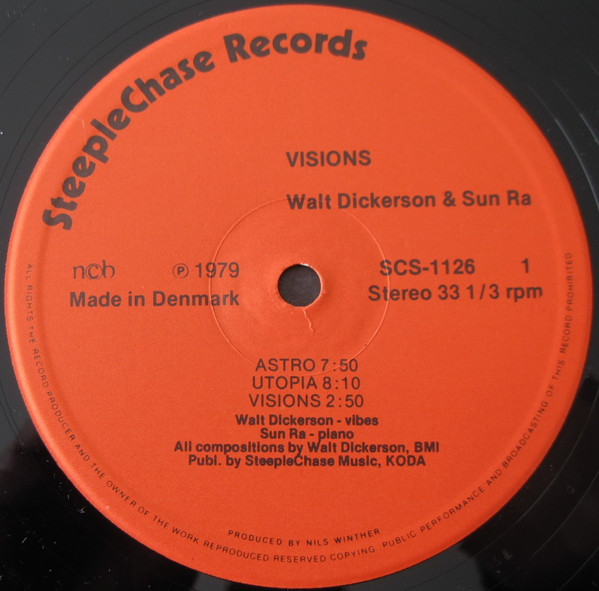 SteepleChase Records
VISIONS
Walt Dickerson & Sun Ra
ncb ℗ 1979 SCS-1126 1
Made in Denmark Stereo 33 1/3 rpm
ASTRO 7:50
UTOPIA 8:10
VISIONS 2:50
Walt Dickerson - vibes
Sun Ra - piano
All compositions by Walt Dickerson, BMI
Publ. by SteepleChase Music, KODA
PRODUCED BY NILS WINTHER
ALL RIGHTS THE RECORD PRODUCER AND THE OWNER OF THE WORK REPRODUCED RESERVED COPYING. PUBLIC PERFORMANCE AND BROADCASTING OF THIS RECORD PROHIBITED